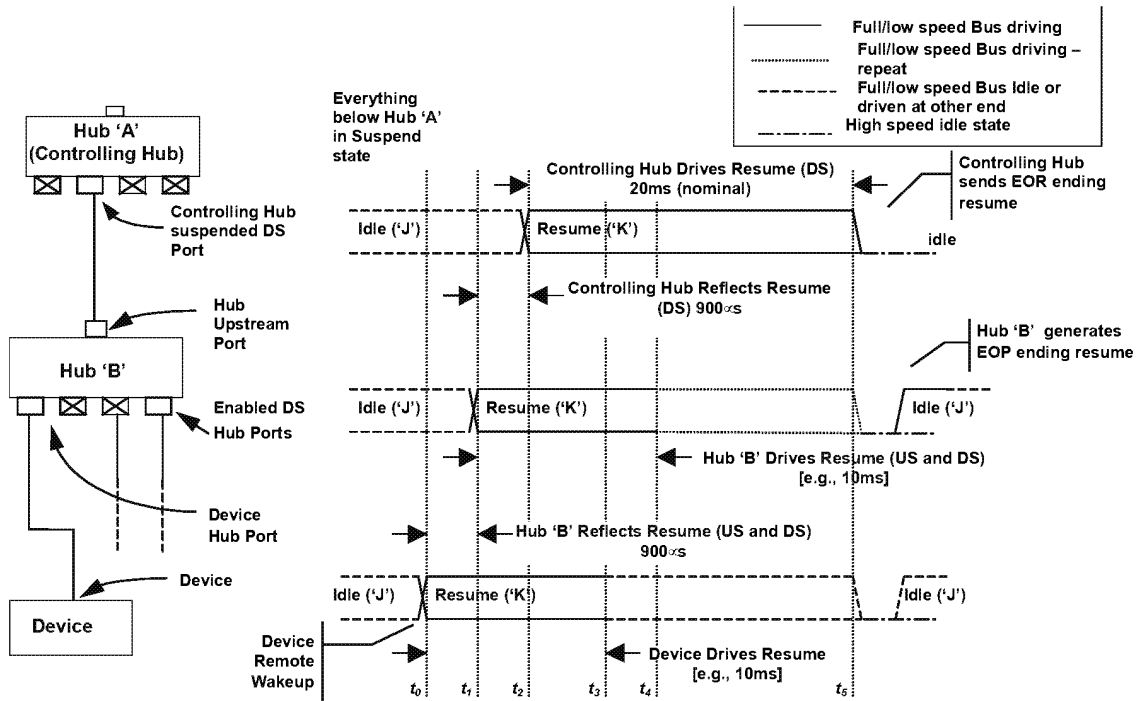 Full/low speed Bus driving
Full/low speed Bus driving –
repeat
Full/low speed Bus Idle or
driven at other end
High speed idle state
Hub ‘A’
(Controlling Hub)
Everything
below Hub ‘A’
in Suspend
state
Controlling Hub Drives Resume (DS)
20ms (nominal)
Controlling Hub
sends EOR ending
resume
Controlling Hub
suspended DS
Port
Idle (‘J’)
Resume (‘K’)
idle
Controlling Hub Reflects Resume
(DS) 900∝s
Hub
Upstream
Port
Hub ‘B’ generates
EOP ending resume
Hub ‘B’
Enabled DS
Hub Ports
Idle (‘J’)
Resume (‘K’)
Idle (‘J’)
Hub ‘B’ Drives Resume (US and DS)
[e.g., 10ms]
Device
Hub Port
Hub ‘B’ Reflects Resume (US and DS)
900∝s
Device
Idle (‘J’)
Resume (‘K’)
Idle (‘J’)
Device
Device
Remote
Wakeup
Device Drives Resume
[e.g., 10ms]
t0 t1 t2 t3 t4 t5